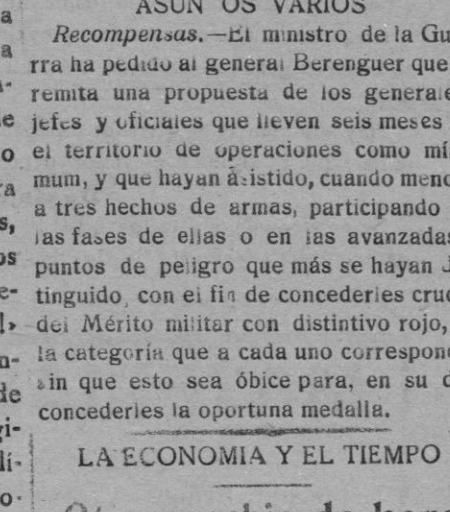 ASUN OS VARIOS
Recompensas.—El ministro de la Gu
rra ha pedido al general Berenguer que
remita una propuesta de los generale
jefes y oficiales que lleven seis meses
el territorio de operaciones como mí
mum, y que hayan asistido, cuando meno
a tres hechos de armas, participando
las fases de ellas o en las avanzadas
puntos de peligro que más se hayan
tinguido, con el fin de concederles cruc
del Mérito militar con distintivo rojo,
la categoría que a cada uno correspon
sin que esto sea óbice para, en su d
concederles la oportuna medalla.
LA ECONOMIA Y EL TIEMPO